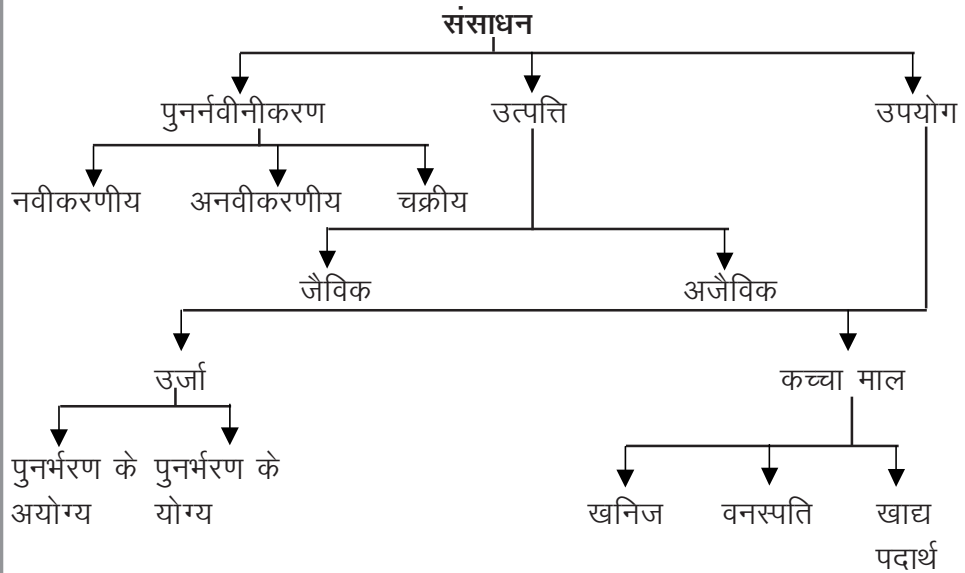 संसाधन
पुनर्नवीनीकरण उत्पत्ति उपयोग
नवीकरणीय अनवीकरणीय चक्रीय
जैविक अजैविक
उर्जा कच्चा माल
पुनर्भरण के पुनर्भरण के
अयोग्य योग्य
खनिज वनस्पति खाद्य
पदार्थ